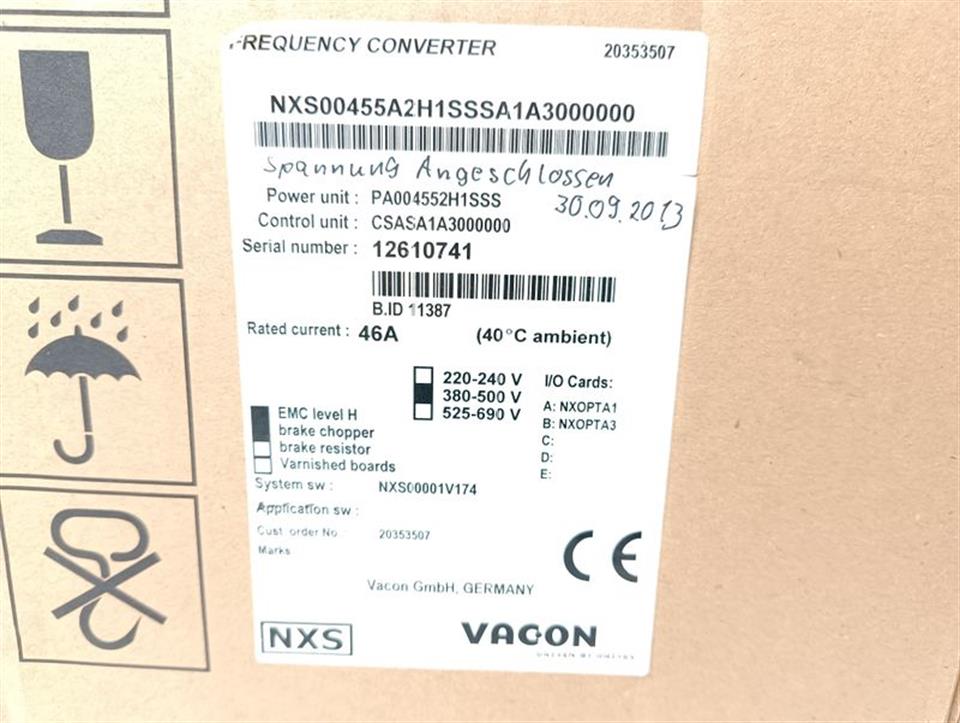 FREQUENCY CONVERTER 20353507
NXS00455A2H1SSSA1A3000000
Spannung Angeschlossen
30.09.2013
Power unit : PA004552H1SSS
Control unit : CSASA1A3000000
Serial number : 12610741
B.ID 11387
Rated current : 46A (40°C ambient)
220-240 V
380-500 V
525-690 V
I/O Cards:
A: NXOPTA1
B: NXOPTA3
C:
D:
E:
EMC level H
brake chopper
brake resistor
Varnished boards
System sw : NXS00001V174
Application sw :
Cust. order No. : 20353507
Marks
CE
Vacon GmbH, GERMANY
NXS
VACON
DRIVEN BY DRIVES